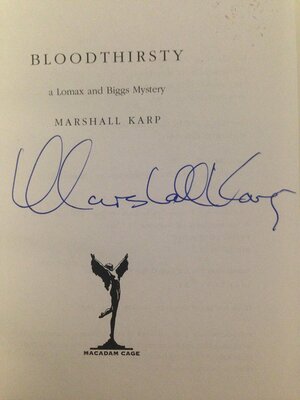 BLOODTHIRSTY
a Lomax and Biggs Mystery
MARSHALL KARP
Marshall Karp
MACADAM CAGE